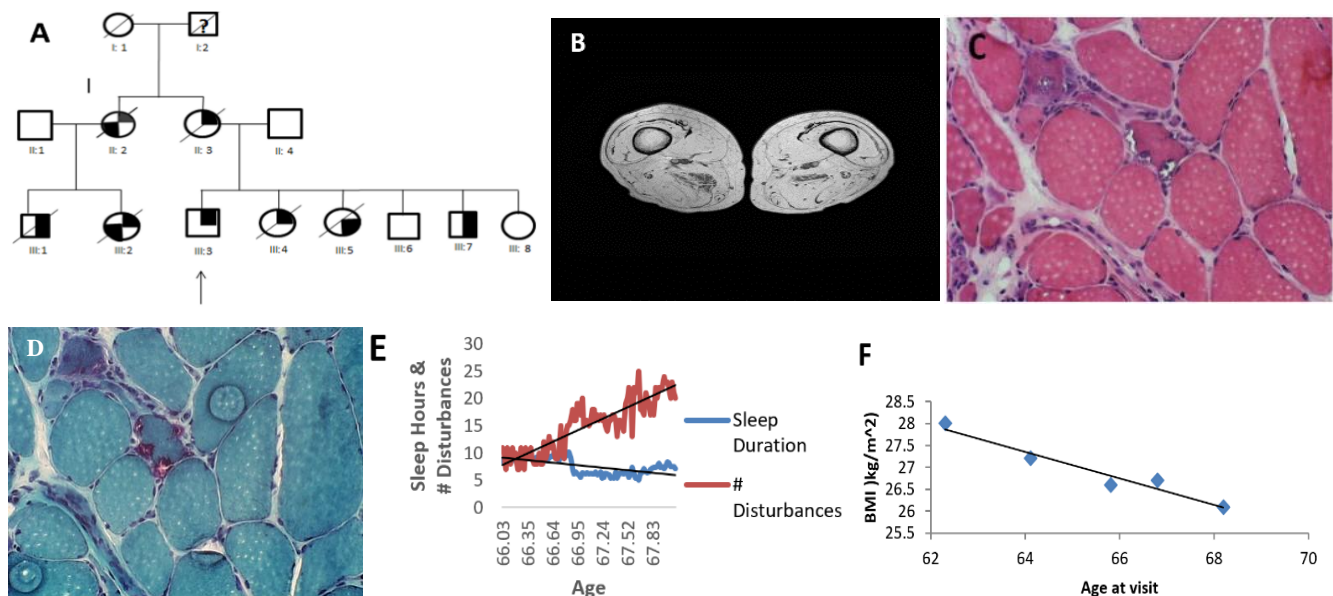 A
?
I: 1
I:2
I
II:1
II: 2
II: 3
II: 4
III:1
III:2
III:3
III:4
III:5
III:6
III:7
III: 8
B
C
D
E
Sleep Hours &
# Disturbances
30
25
20
15
10
5
0
66.03
66.35
66.64
66.95
67.24
67.52
67.83
Age
Sleep
Duration
#
Disturbances
F
BMI )kg/m^2)
28.5
28
27.5
27
26.5
26
25.5
62
64
66
68
70
Age at visit